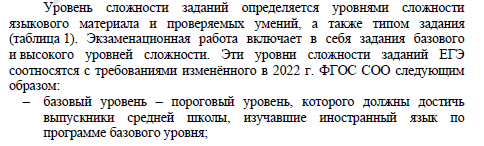 Уровень сложности заданий определяется уровнями сложности
языкового материала и проверяемых умений, а также типом задания
(таблица 1). Экзаменационная работа включает в себя задания базового
и высокого уровней сложности. Эти уровни сложности заданий ЕГЭ
соотносятся с требованиями изменённого в 2022 г. ФГОС СОО следующим
образом:
– базовый уровень – пороговый уровень, которого должны достичь
выпускники средней школы, изучавшие иностранный язык по
программе базового уровня;